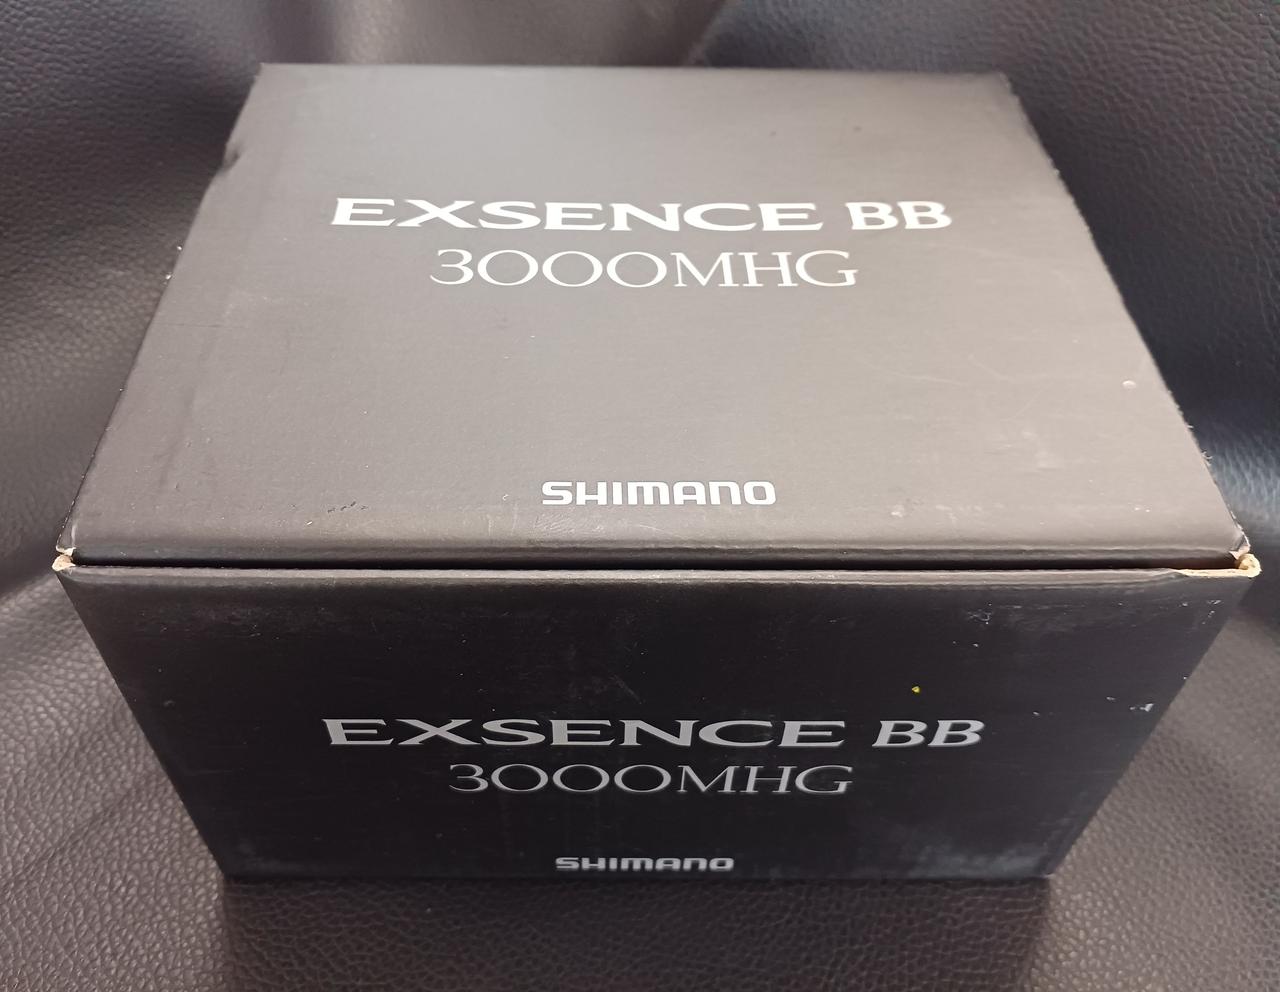 EXSENCE BB
3000MHG
SHIMANO
EXSENCE BB
3000MHG
SHIMANO